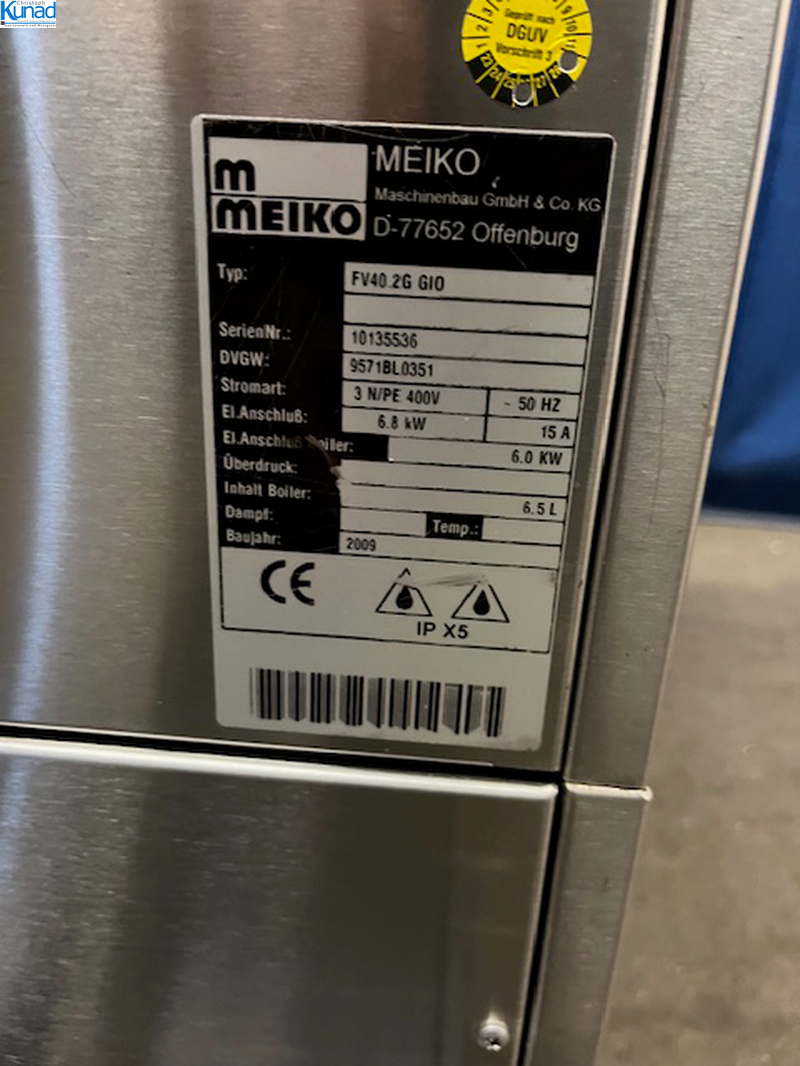 Christoph
Kunad
Geprüft nach
DGUV
Vorschrift 3
m
MEIKO
MEIKO
Maschinenbau GmbH & Co. KG
D-77652 Offenburg
Typ: FV40.2G GIO
SerienNr.: 10135536
DVGW: 9571BL0351
Stromart: 3 N/PE 400V ~ 50 HZ
El.Anschluß: 6.8 kW 15 A
El.Anschluß Boiler: 6.0 KW
Überdruck:
Inhalt Boiler: 6.5 L
Dampf: Temp.:
Baujahr: 2009
CE
IP X5